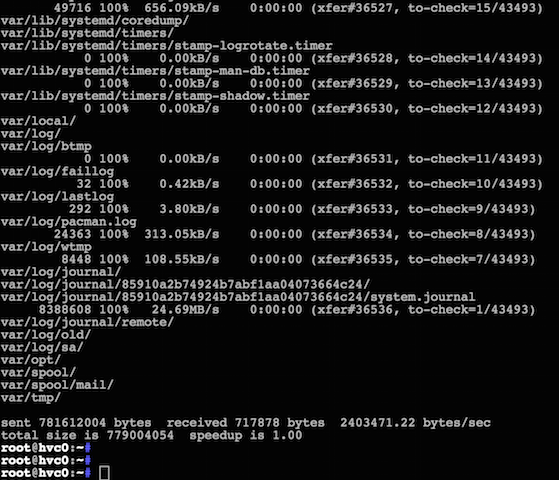 49716 100%  656.09kB/s    0:00:00 (xfer#36527, to-check=15/43493)
var/lib/systemd/coredump/
var/lib/systemd/timers/
var/lib/systemd/timers/stamp-logrotate.timer
0 100%    0.00kB/s    0:00:00 (xfer#36528, to-check=14/43493)
var/lib/systemd/timers/stamp-man-db.timer
0 100%    0.00kB/s    0:00:00 (xfer#36529, to-check=13/43493)
var/lib/systemd/timers/stamp-shadow.timer
0 100%    0.00kB/s    0:00:00 (xfer#36530, to-check=12/43493)
var/local/
var/log/
var/log/btmp
0 100%    0.00kB/s    0:00:00 (xfer#36531, to-check=11/43493)
var/log/faillog
32 100%    0.42kB/s    0:00:00 (xfer#36532, to-check=10/43493)
var/log/lastlog
292 100%    3.80kB/s    0:00:00 (xfer#36533, to-check=9/43493)
var/log/pacman.log
24363 100%  313.05kB/s    0:00:00 (xfer#36534, to-check=8/43493)
var/log/wtmp
8448 100%  108.55kB/s    0:00:00 (xfer#36535, to-check=7/43493)
var/log/journal/
var/log/journal/85910a2b74924b7abf1aa04073664c24/
var/log/journal/85910a2b74924b7abf1aa04073664c24/system.journal
8388608 100%   24.69MB/s    0:00:00 (xfer#36536, to-check=1/43493)
var/log/journal/remote/
var/log/old/
var/log/sa/
var/opt/
var/spool/
var/spool/mail/
var/tmp/
sent 781612004 bytes  received 717878 bytes  2403471.22 bytes/sec
total size is 779004054  speedup is 1.00
root@hvc0:~#
root@hvc0:~#
root@hvc0:~#